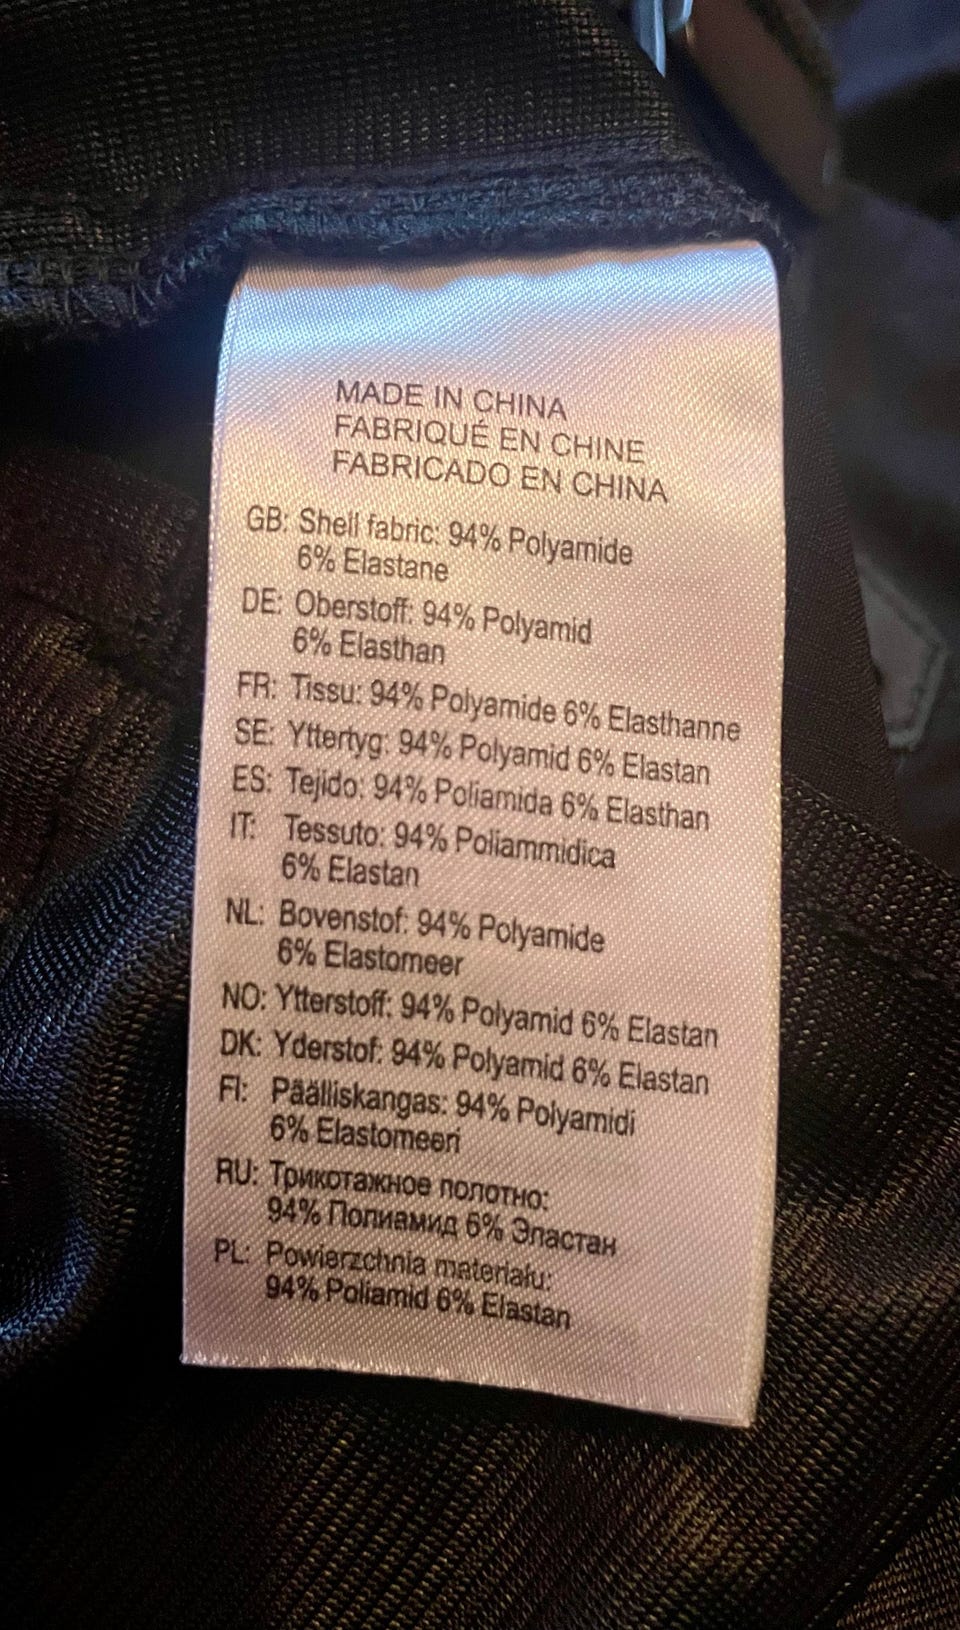 MADE IN CHINA
FABRIQUÉ EN CHINE
FABRICADO EN CHINA
GB: Shell fabric: 94% Polyamide
6% Elastane
DE: Oberstoff: 94% Polyamid
6% Elasthan
FR: Tissu: 94% Polyamide 6% Elasthanne
SE: Yttertyg: 94% Polyamid 6% Elastan
ES: Tejido: 94% Poliamida 6% Elasthan
IT: Tessuto: 94% Poliammidica
6% Elastan
NL: Bovenstof: 94% Polyamide
6% Elastomeer
NO: Ytterstoff: 94% Polyamid 6% Elastan
DK: Yderstof: 94% Polyamid 6% Elastan
FI: Päälliskangas: 94% Polyamidi
6% Elastomeeri
RU: Трикотажное полотно:
94% Полиамид 6% Эластан
PL: Powierzchnia materiału:
94% Poliamid 6% Elastan